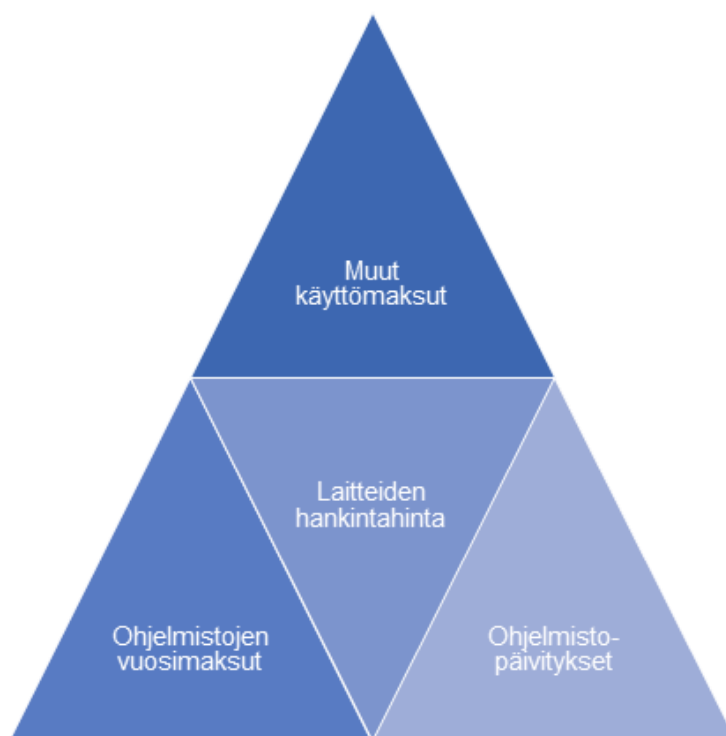 Muut
käyttömaksut
Laitteiden
hankintahinta
Ohjelmistojen
vuosimaksut
Ohjelmisto-
päivitykset